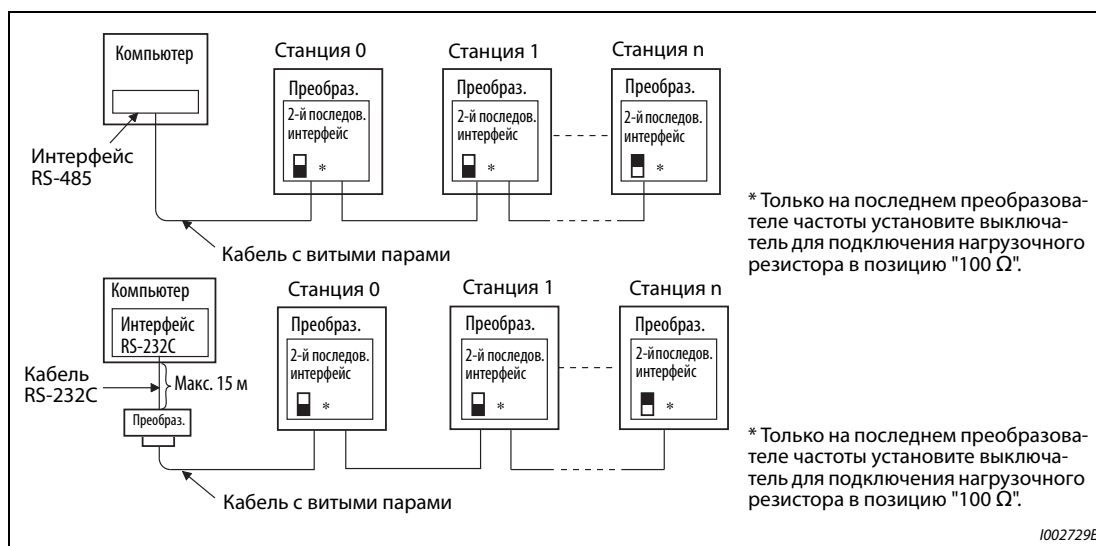 Компьютер
Станция 0
Станция 1
Станция n
Преобраз.
2-й последов.
интерфейс
*
Преобраз.
2-й последов.
интерфейс
*
Преобраз.
2-й последов.
интерфейс
*
Интерфейс
RS-485
Кабель с витыми парами
* Только на последнем преобразова-
теле частоты установите выключа-
тель для подключения нагрузочного
резистора в позицию "100 Ω".
Компьютер
Интерфейс
RS-232C
Станция 0
Станция 1
Станция n
Преобраз.
2-й последов.
интерфейс
*
Преобраз.
2-й последов.
интерфейс
*
Преобраз.
2-й последов.
интерфейс
*
Кабель
RS-232C
Макс. 15 м
Преобраз.
Кабель с витыми парами
* Только на последнем преобразова-
теле частоты установите выключа-
тель для подключения нагрузочного
резистора в позицию "100 Ω".
I002729E